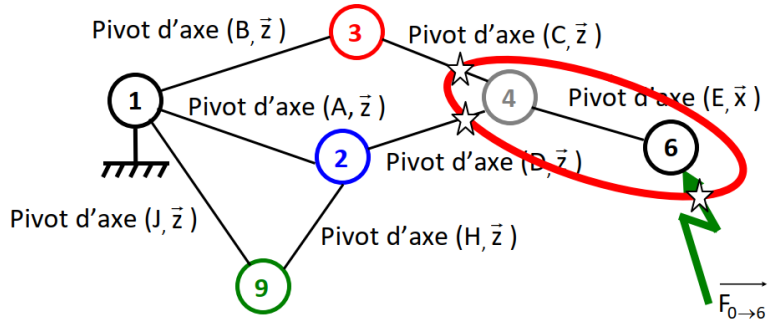 Pivot d'axe (B, z⃗)
3
Pivot d'axe (C, z⃗)
1
Pivot d'axe (A, z⃗)
4
Pivot d'axe (E, x⃗)
2
6
Pivot d'axe (D, z⃗)
Pivot d'axe (J, z⃗)
Pivot d'axe (H, z⃗)
9
F₀→₆